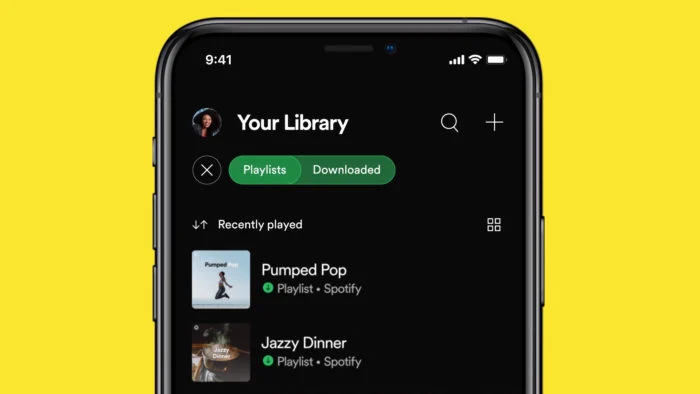 9:41
Your Library
Playlists Downloaded
Recently played
Pumped Pop
Pumped Pop
Playlist • Spotify
Jazzy
Dinner
Jazzy Dinner
Playlist • Spotify